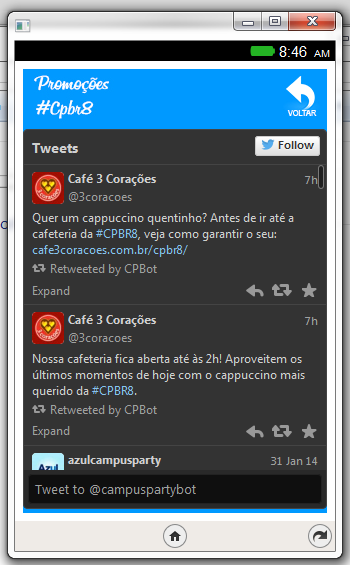 8:46 AM
Promoções
#Cpbr8
VOLTAR
Tweets
Follow
Café 3 Corações
7h
@3coracoes
Quer um cappuccino quentinho? Antes de ir até a
cafeteria da #CPBR8, veja como garantir o seu:
cafe3coracoes.com.br/cpbr8/
Retweeted by CPBot
Expand
Café 3 Corações
7h
@3coracoes
Nossa cafeteria fica aberta até às 2h! Aproveitem os
últimos momentos de hoje com o cappuccino mais
querido da #CPBR8.
Retweeted by CPBot
Expand
azulcampusparty
31 Jan 14
Azul
Tweet to @campuspartybot